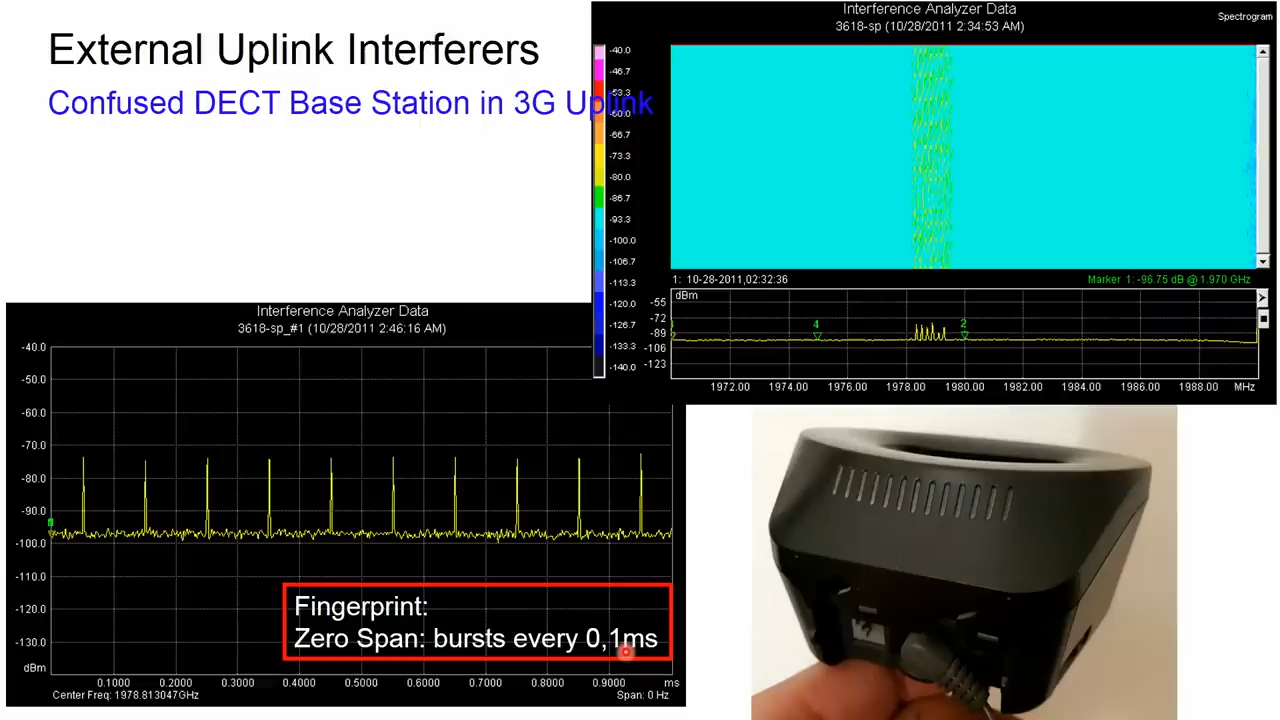 External Uplink Interferers
Confused DECT Base Station in 3G Uplink
Interference Analyzer Data
3618-sp (10/28/2011 2:34:53 AM)
Spectrogram
-40.0
-46.7
-53.3
-60.0
-66.7
-73.3
-80.0
-86.7
-93.3
-100.0
-106.7
-113.3
-120.0
-126.7
-133.3
-140.0
1: 10-28-2011,02:32:36
Marker 1: -96.75 dB @ 1.970 GHz
dBm
-55
-72
-89
-106
-123
4
2
1972.00 1974.00 1976.00 1978.00 1980.00 1982.00 1984.00 1986.00 1988.00 MHz
Interference Analyzer Data
3618-sp_#1 (10/28/2011 2:46:16 AM)
-40.0
-50.0
-60.0
-70.0
-80.0
-90.0
-100.0
-110.0
-120.0
-130.0
dBm
Fingerprint:
Zero Span: bursts every 0,1ms
0.1000 0.2000 0.3000 0.4000 0.5000 0.6000 0.7000 0.8000 0.9000 ms
Center Freq: 1978.813047GHz
Span: 0 Hz